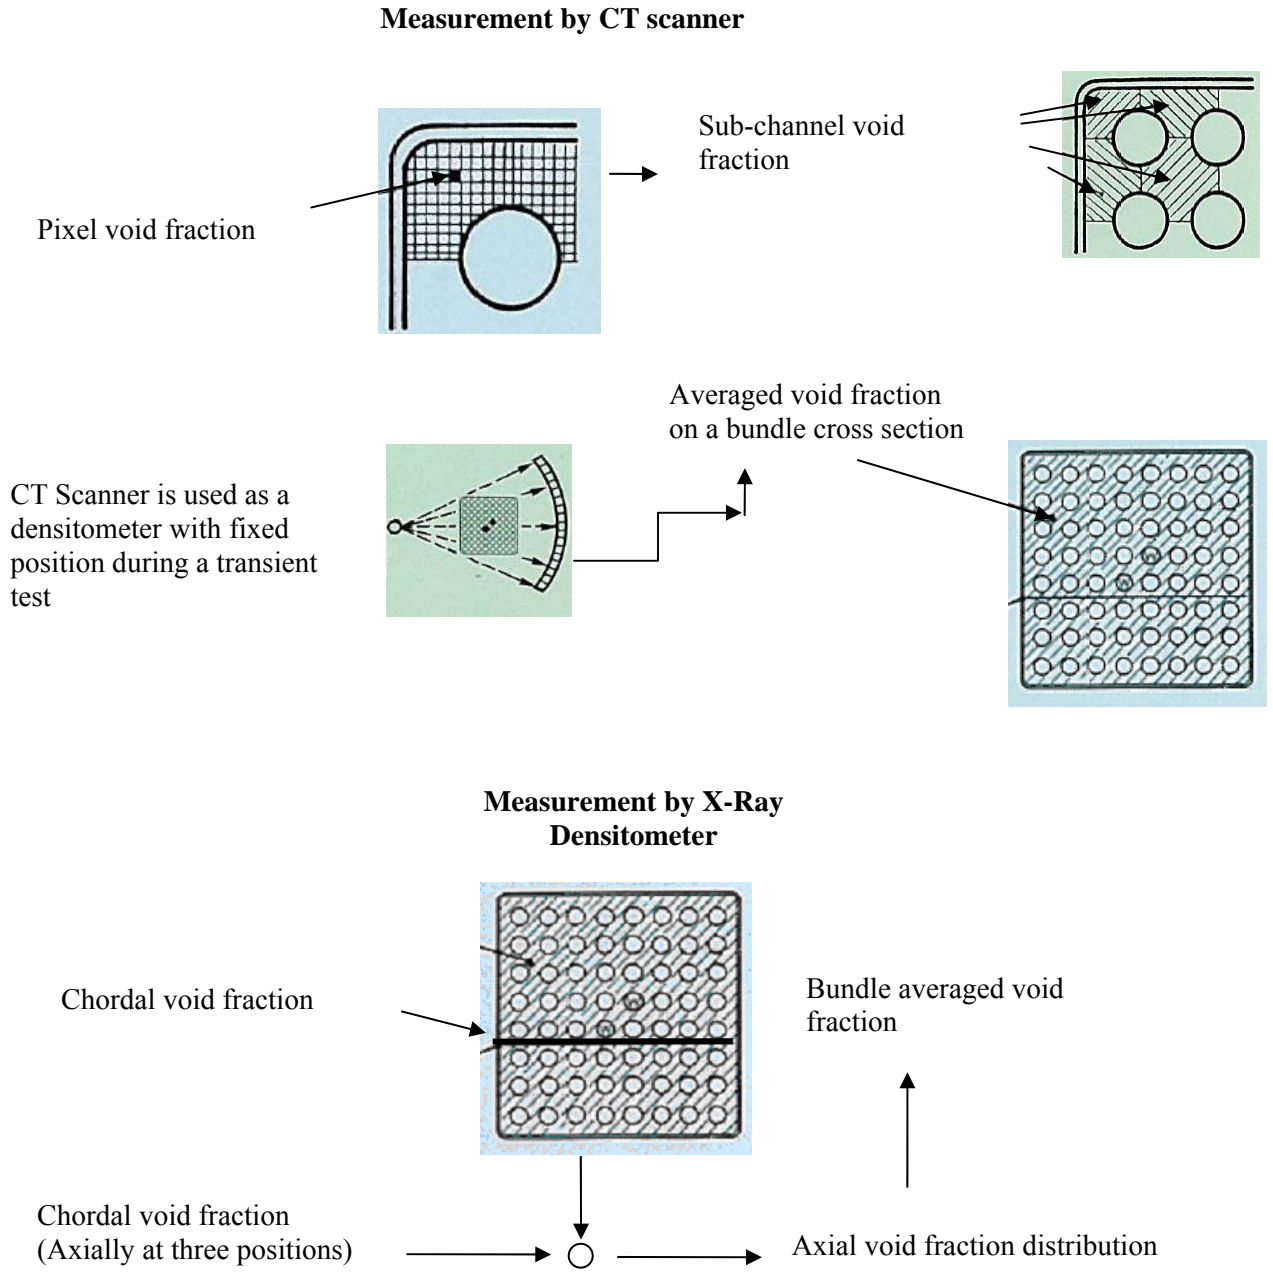 Measurement by CT scanner
Sub-channel void
fraction
Pixel void fraction
Averaged void fraction
on a bundle cross section
CT Scanner is used as a
densitometer with fixed
position during a transient
test
W
W
Measurement by X-Ray
Densitometer
W
W
Chordal void fraction
Bundle averaged void
fraction
Chordal void fraction
(Axially at three positions)
Axial void fraction distribution